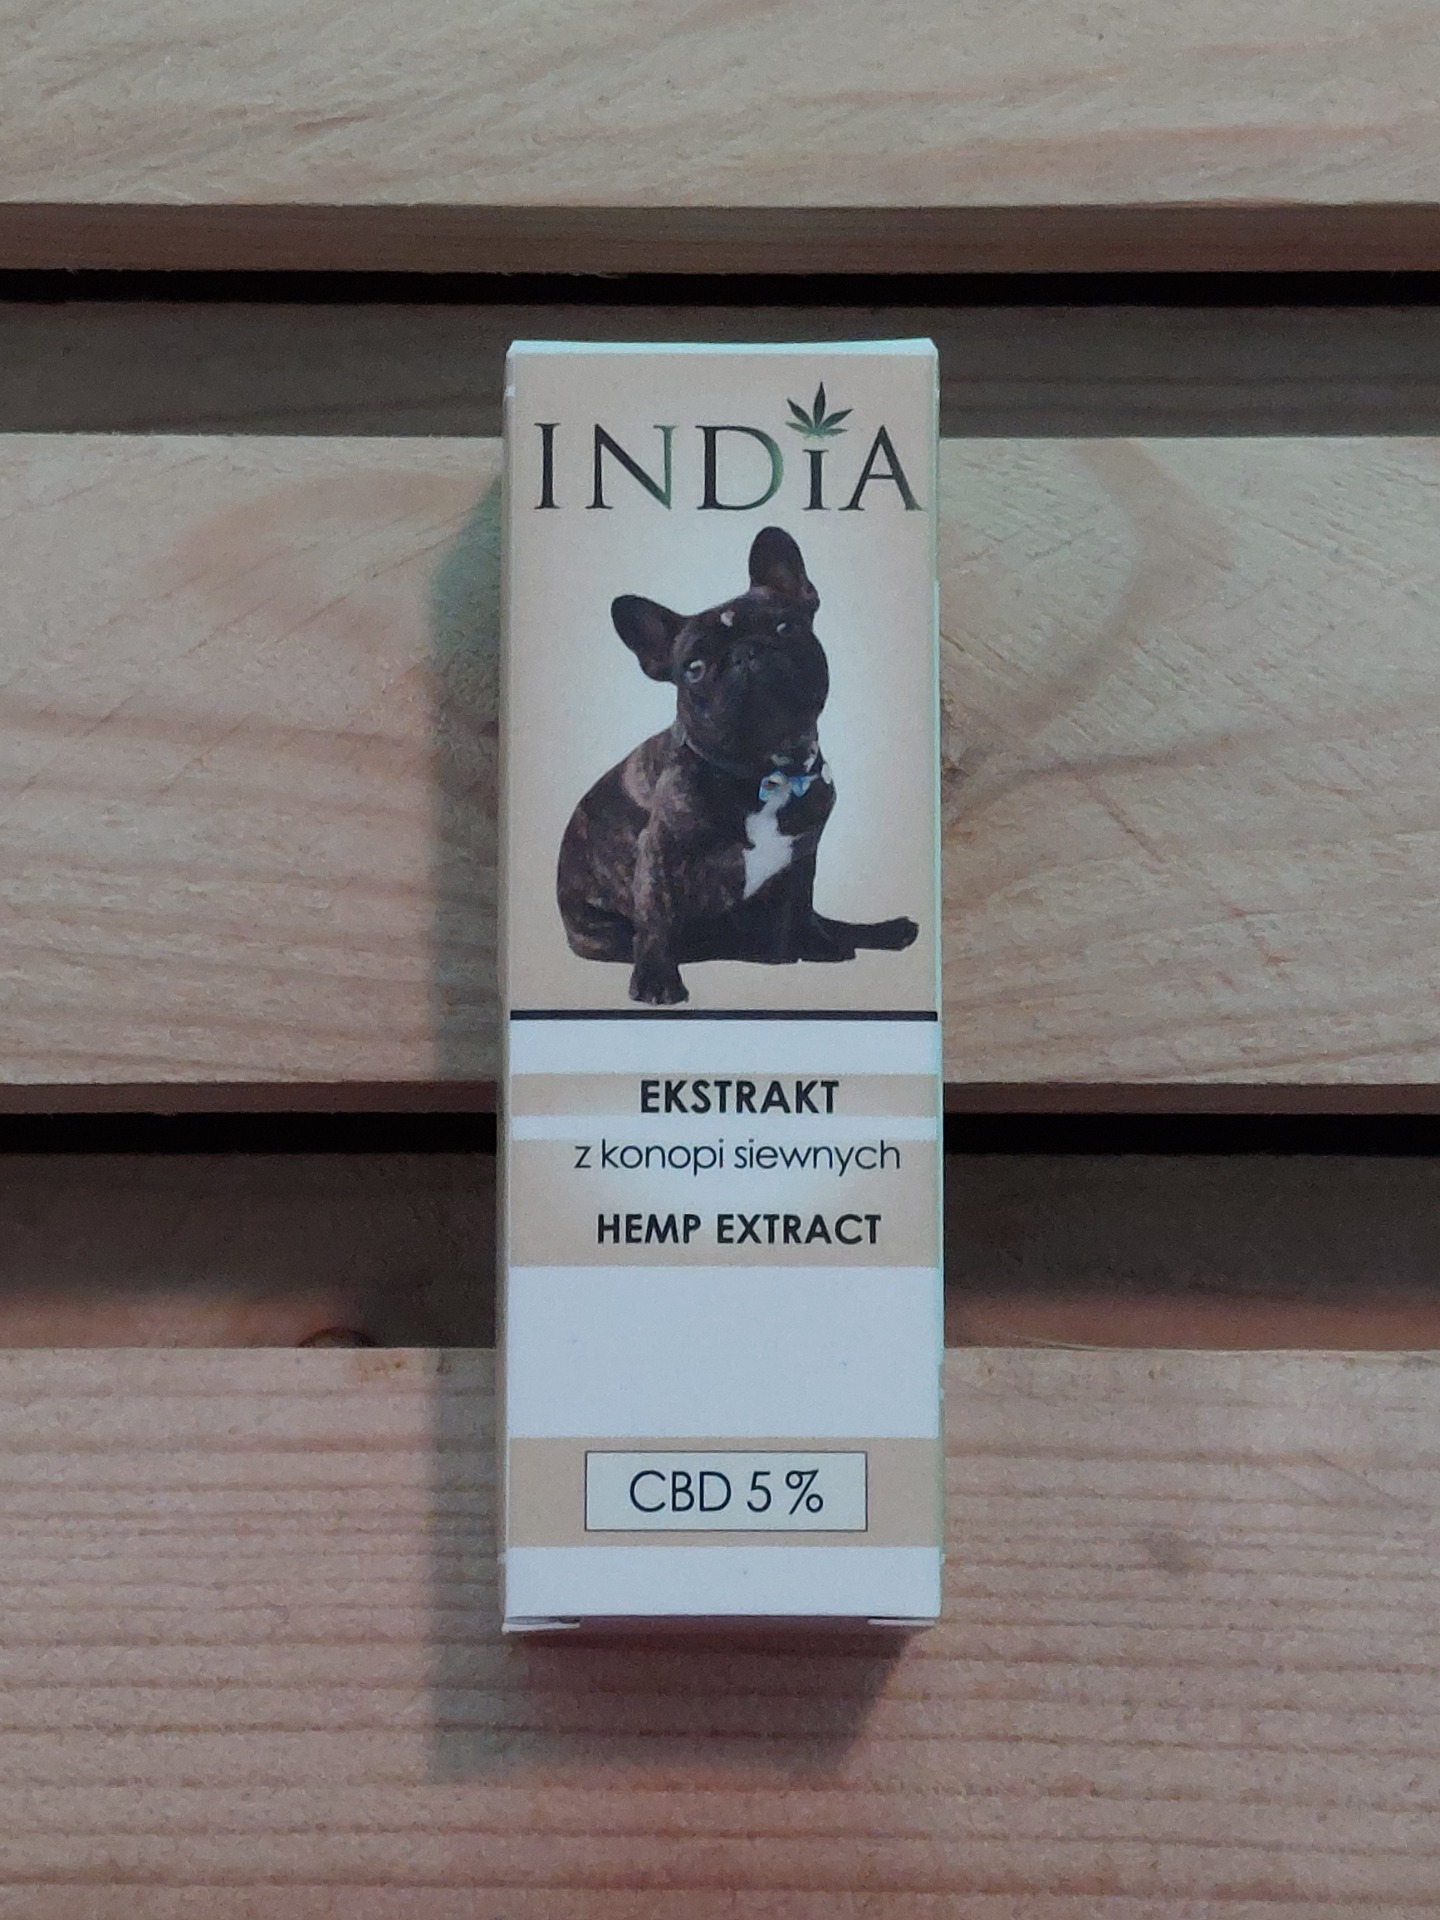 INDiA
EKSTRAKT
z konopi siewnych
HEMP EXTRACT
CBD 5%